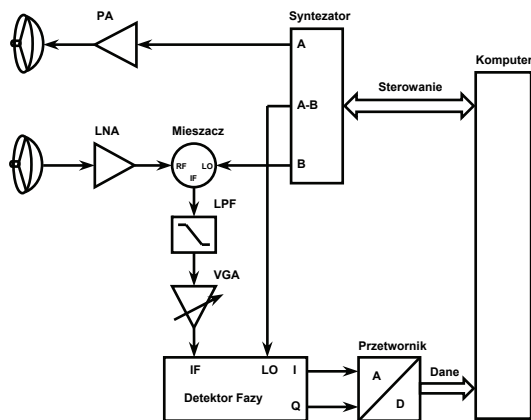 PA
Syntezator
Komputer
A
Sterowanie
A-B
LNA
Mieszacz
RF
LO
IF
B
LPF
VGA
Przetwornik
IF
LO
I
A
Dane
Detektor Fazy
Q
D